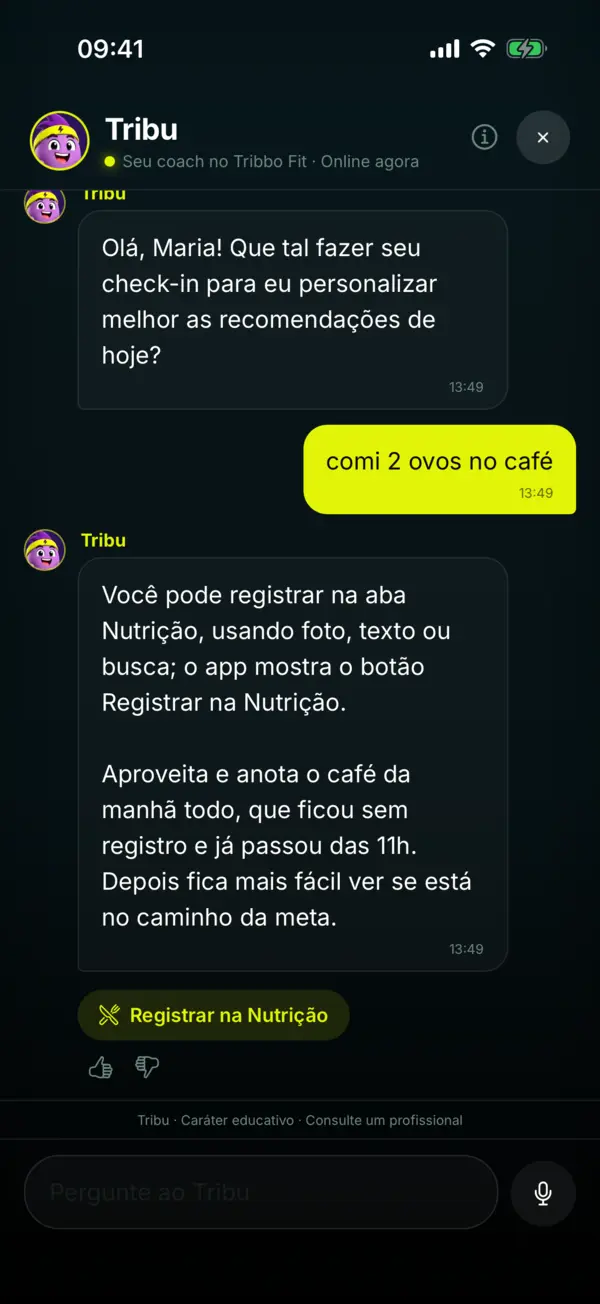 09:41
Tribu
Seu coach no Tribbo Fit · Online agora
Tribu
Olá, Maria! Que tal fazer seu
check-in para eu personalizar
melhor as recomendações de
hoje?
13:49
comi 2 ovos no café
13:49
Tribu
Você pode registrar na aba
Nutrição, usando foto, texto ou
busca; o app mostra o botão
Registrar na Nutrição.
Aproveita e anota o café da
manhã todo, que ficou sem
registro e já passou das 11h.
Depois fica mais fácil ver se está
no caminho da meta.
13:49
Registrar na Nutrição
Tribu · Caráter educativo · Consulte um profissional
Pergunte ao Tribu